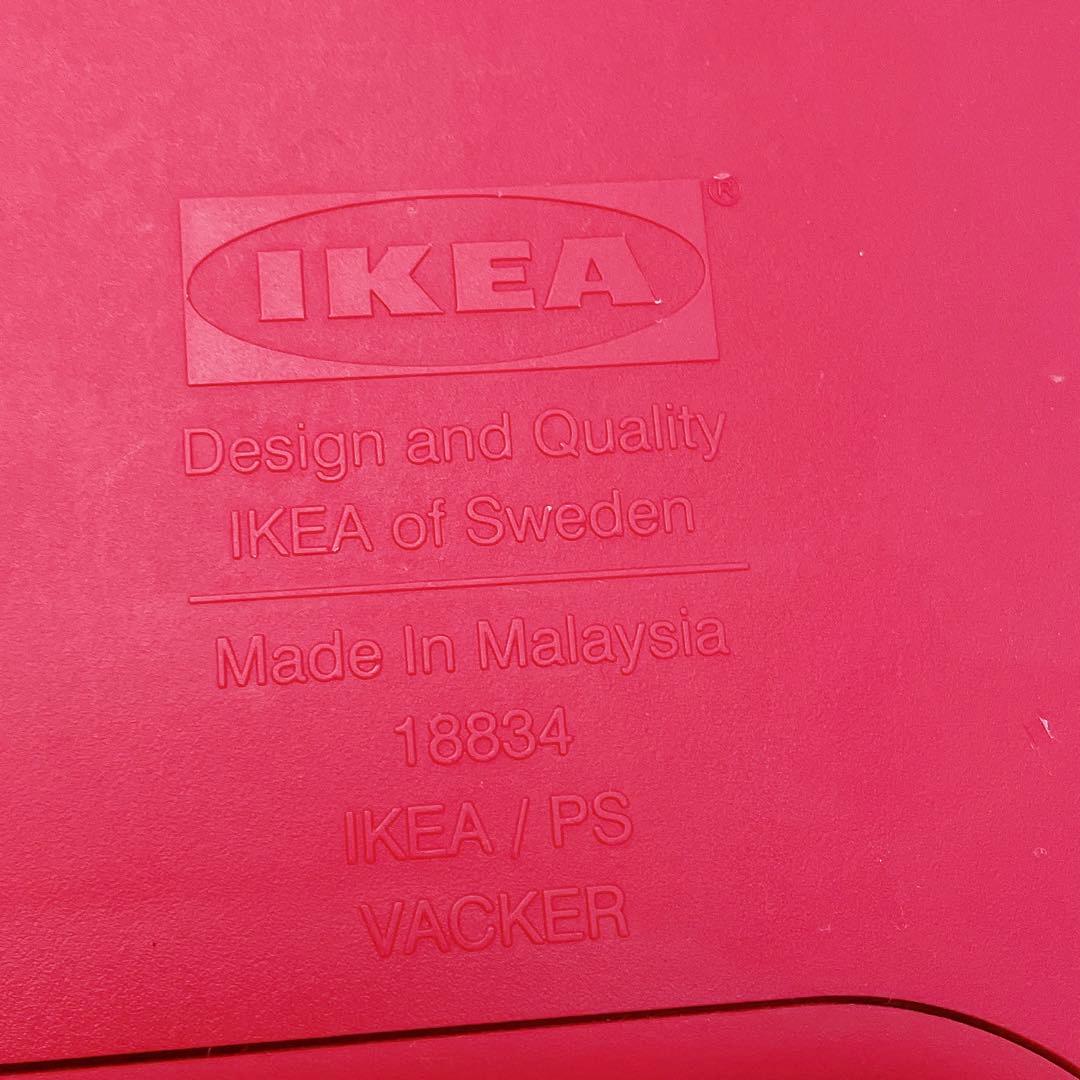 IKEA®
Design and Quality
IKEA of Sweden
Made In Malaysia
18834
IKEA / PS
VACKER